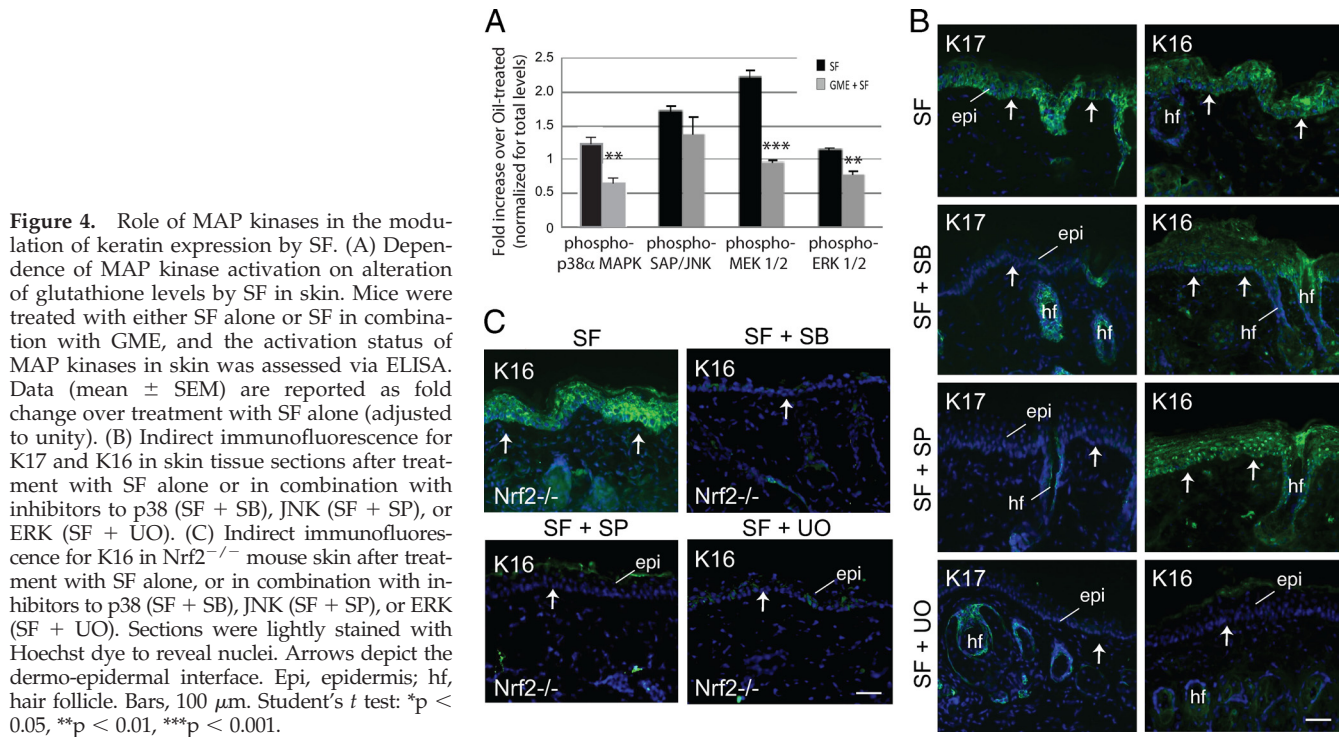 Figure 4. Role of MAP kinases in the modu-
lation of keratin expression by SF. (A) Depen-
dence of MAP kinase activation on alteration
of glutathione levels by SF in skin. Mice were
treated with either SF alone or SF in combina-
tion with GME, and the activation status of
MAP kinases in skin was assessed via ELISA.
Data (mean ± SEM) are reported as fold
change over treatment with SF alone (adjusted
to unity). (B) Indirect immunofluorescence for
K17 and K16 in skin tissue sections after treat-
ment with SF alone or in combination with
inhibitors to p38 (SF + SB), JNK (SF + SP), or
ERK (SF + UO). (C) Indirect immunofluores-
cence for K16 in Nrf2−/− mouse skin after treat-
ment with SF alone, or in combination with in-
hibitors to p38 (SF + SB), JNK (SF + SP), or ERK
(SF + UO). Sections were lightly stained with
Hoechst dye to reveal nuclei. Arrows depict the
dermo-epidermal interface. Epi, epidermis; hf,
hair follicle. Bars, 100 μm. Student's t test: *p <
0.05, **p < 0.01, ***p < 0.001.
A
Fold increase over Oil-treated
(normalized for total levels)
2.5
2.0
1.5
1
0.5
0
SF
GME + SF
**
***
**
phospho-
p38α MAPK
phospho-
SAP/JNK
phospho-
MEK 1/2
phospho-
ERK 1/2
C
SF
K16
Nrf2-/-
SF + SB
K16
Nrf2-/-
SF + SP
K16
epi
Nrf2-/-
SF + UO
K16
epi
Nrf2-/-
B
SF
K17
epi
K16
hf
SF + SB
K17
epi
hf
hf
K16
hf
hf
SF + SP
K17
epi
hf
K16
hf
SF + UO
K17
epi
hf
K16
epi
hf